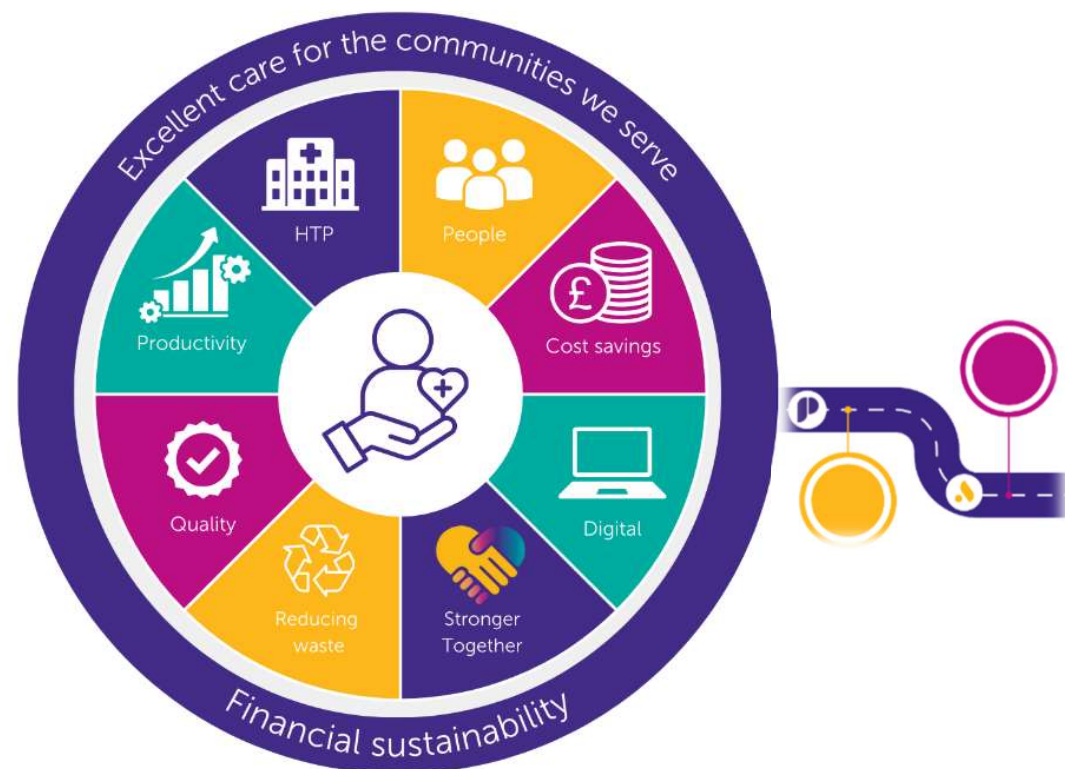 Excellent care for the communities we serve
HTP
People
Productivity
£
Cost savings
Quality
Digital
Reducing
waste
Stronger
Together
Financial sustainability